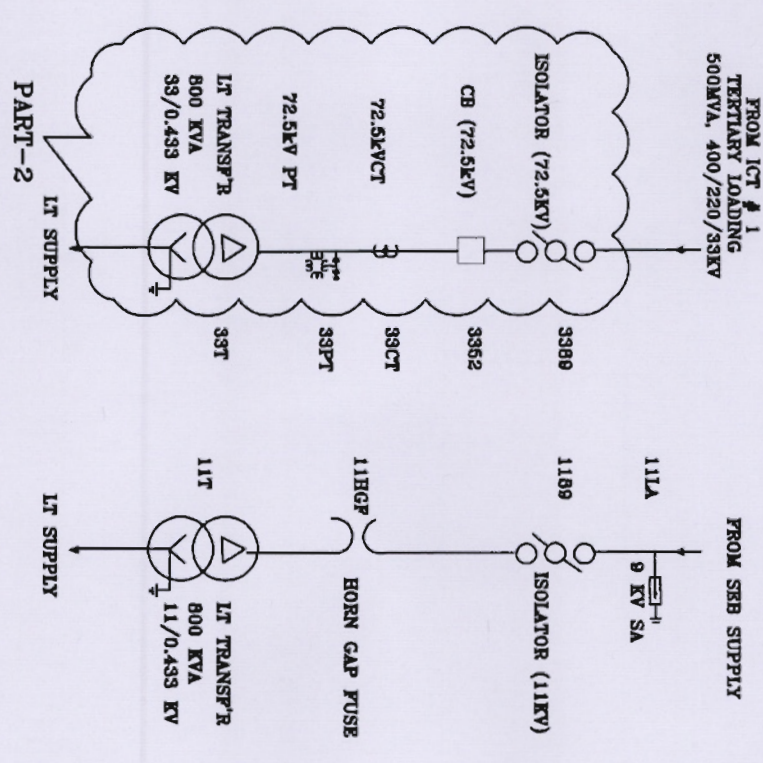 FROM ICT # 1
TERTIARY LOADING
500MVA, 400/220/33KV
ISOLATOR (72.5KV)
3389
CB (72.5kV)
3352
72.5kVCT
33CT
72.5kV PT
33PT
LT TRANSF'R
800 KVA
33/0.433 KV
33T
LT SUPPLY
PART-2
FROM SEB SUPPLY
11LA
9 KV SA
1189
ISOLATOR (11KV)
11HGF
HORN GAP FUSE
11T
LT TRANSF'R
800 KVA
11/0.433 KV
LT SUPPLY